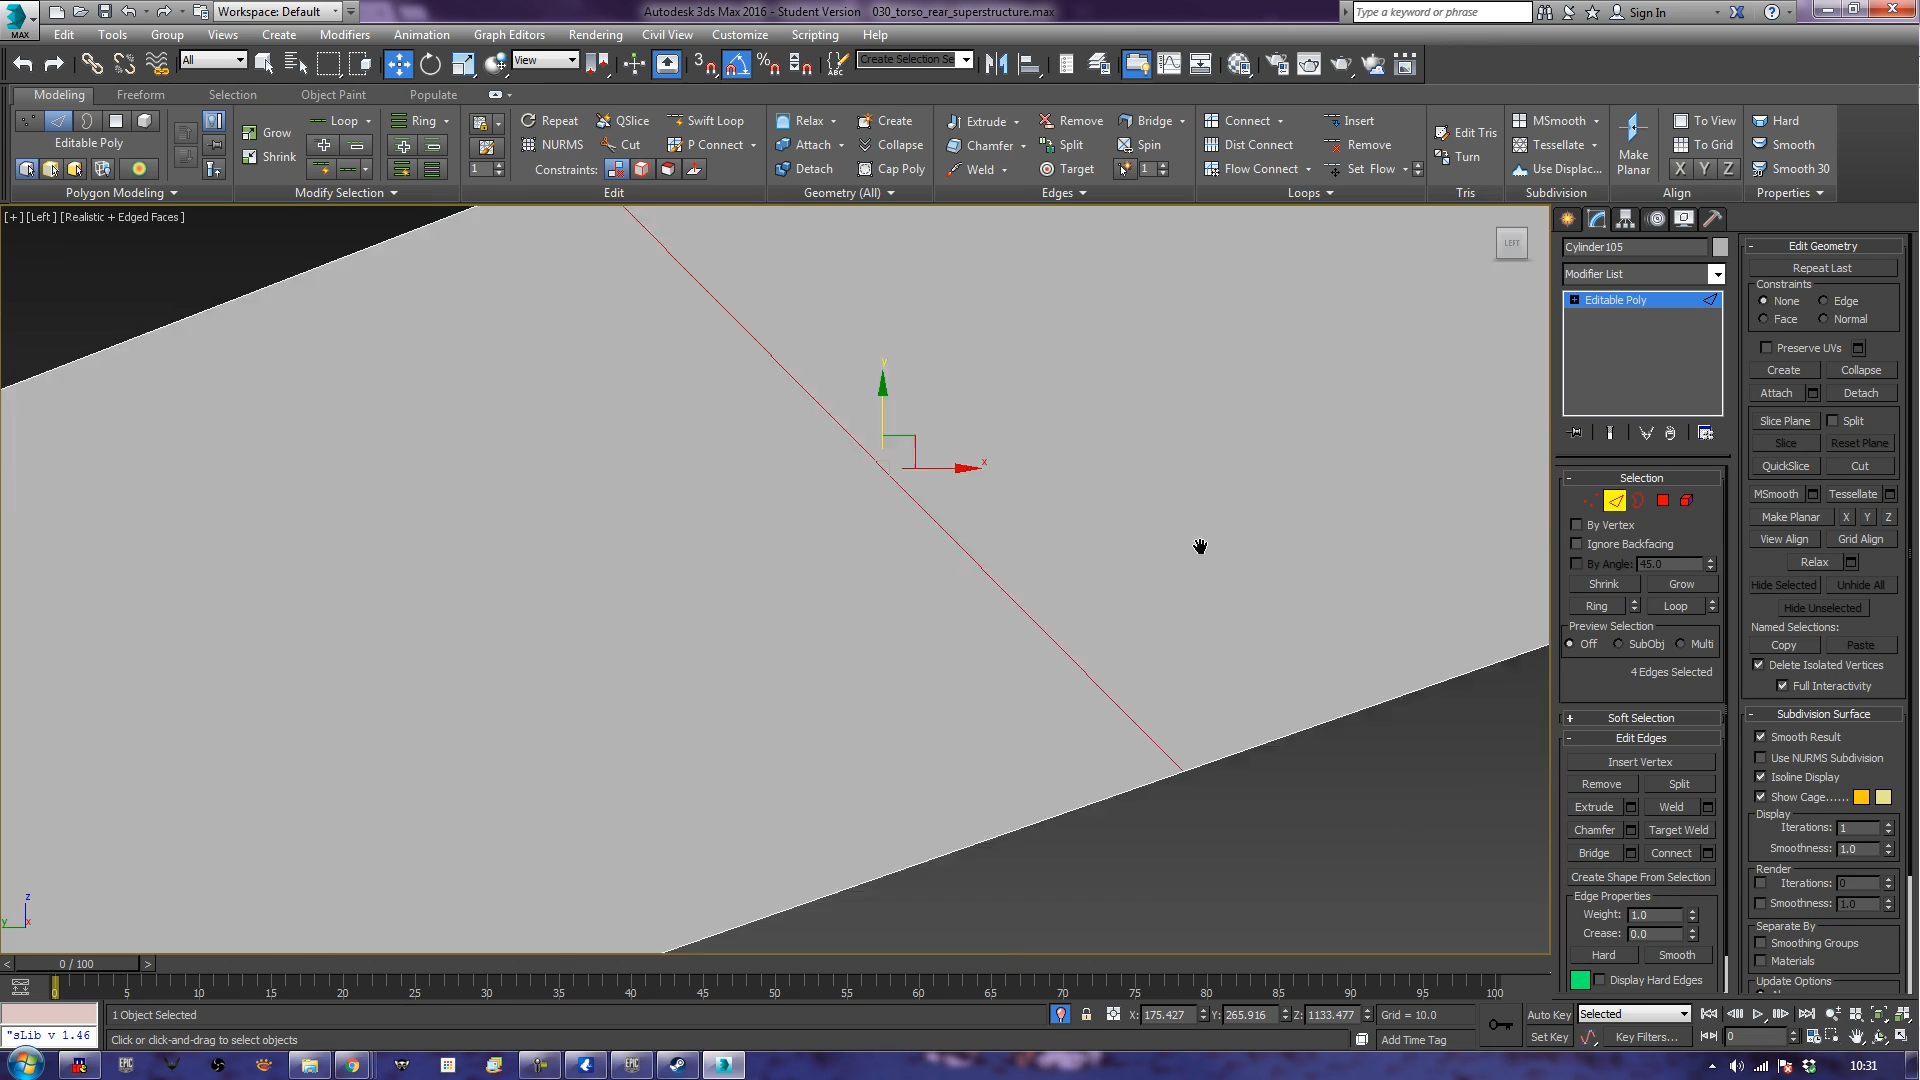 MAX
Workspace: Default
Autodesk 3ds Max 2016 - Student Version    030_torso_rear_superstructure.max
Type a keyword or phrase
Sign In
Edit Tools Group Views Create Modifiers Animation Graph Editors Rendering Civil View Customize Scripting Help
All
View
3
ABC
Create Selection Se
Modeling Freeform Selection Object Paint Populate
Loop Ring Repeat QSlice Swift Loop Relax Create Extrude Remove Bridge Connect Insert MSmooth To View Hard
Editable Poly Grow NURMS Cut P Connect Attach Collapse Chamfer Split Spin Dist Connect Remove Edit Tris Tessellate Make Planar To Grid Smooth
Shrink 1 Constraints: Detach Cap Poly Weld Target 1 Flow Connect Set Flow Turn Use Displac... X Y Z Smooth 30
Polygon Modeling Modify Selection Edit Geometry (All) Edges Loops Tris Subdivision Align Properties
[+] [Left ] [Realistic + Edged Faces ]
LEFT
y
x
z
y
x
Cylinder105
Modifier List
Editable Poly
Selection
By Vertex
Ignore Backfacing
By Angle: 45.0
Shrink Grow
Ring Loop
Preview Selection
Off SubObj Multi
4 Edges Selected
Soft Selection
Edit Edges
Insert Vertex
Remove Split
Extrude Weld
Chamfer Target Weld
Bridge Connect
Create Shape From Selection
Edge Properties
Weight: 1.0
Crease: 0.0
Hard Smooth
Display Hard Edges
Edit Geometry
Repeat Last
Constraints
None Edge
Face Normal
Preserve UVs
Create Collapse
Attach Detach
Slice Plane Split
Slice Reset Plane
QuickSlice Cut
MSmooth Tessellate
Make Planar X Y Z
View Align Grid Align
Relax
Hide Selected Unhide All
Hide Unselected
Named Selections:
Copy Paste
Delete Isolated Vertices
Full Interactivity
Subdivision Surface
Smooth Result
Use NURMS Subdivision
Isoline Display
Show Cage......
Display
Iterations: 1
Smoothness: 1.0
Render
Iterations: 0
Smoothness: 1.0
Separate By
Smoothing Groups
Materials
Update Options
< 0 / 100 >
0 5 10 15 20 25 30 35 40 45 50 55 60 65 70 75 80 85 90 95 100
1 Object Selected X: 175.427 Y: 265.916 Z: 1133.477 Grid = 10.0 Auto Key Selected
"sLib v 1.46 Click or click-and-drag to select objects Add Time Tag Set Key Key Filters... 0
EPIC EPIC 10:31